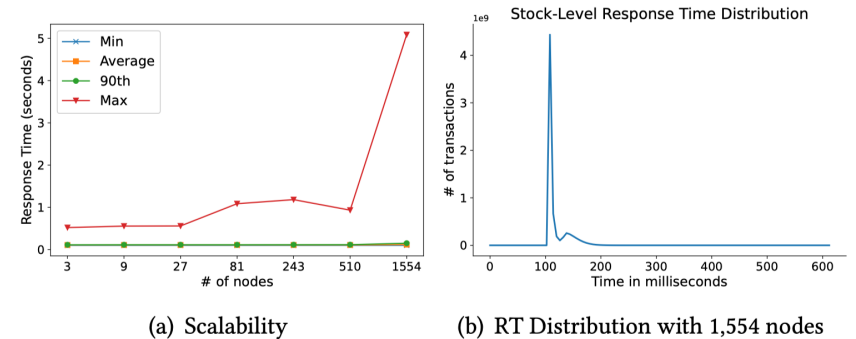 Min
Average
90th
Max
Response Time (seconds)
5
4
3
2
1
0
3 9 27 81 243 510 1554
# of nodes
(a) Scalability
Stock-Level Response Time Distribution
1e9
# of transactions
4
3
2
1
0
0 100 200 300 400 500 600
Time in milliseconds
(b) RT Distribution with 1,554 nodes